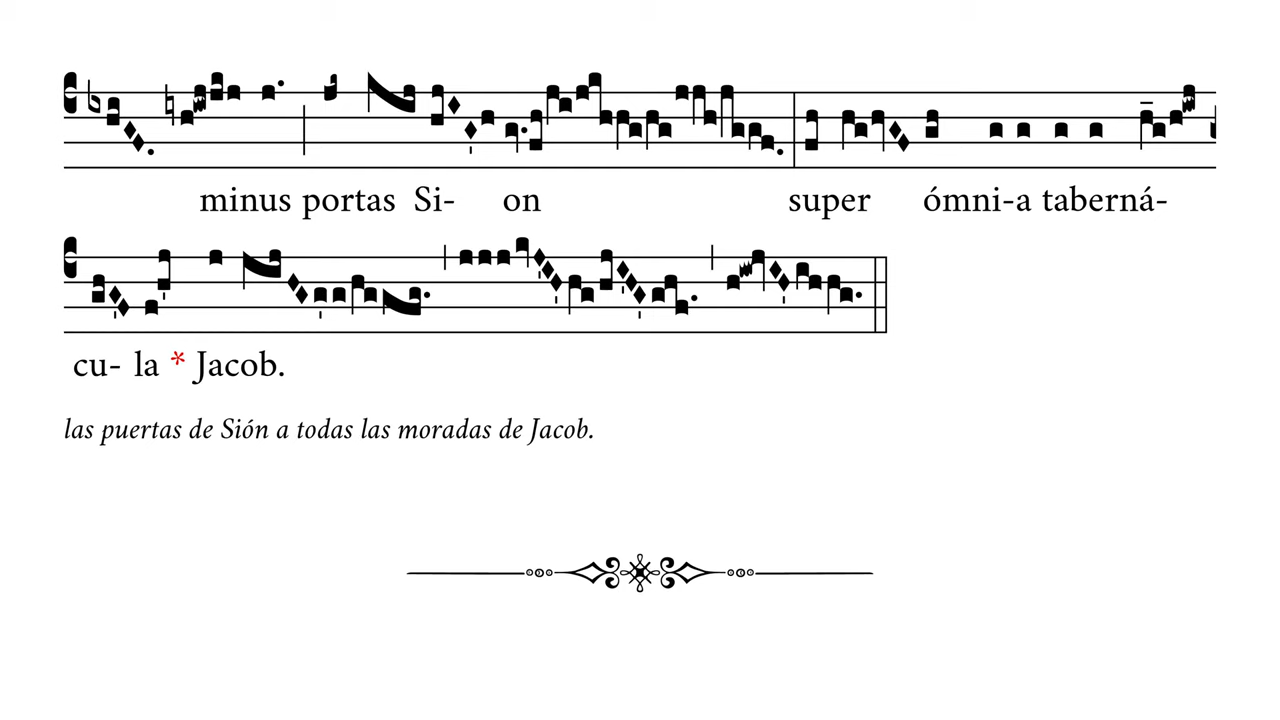 minus portas Si- on super ómni-a taberná-
cu- la * Jacob.
las puertas de Sión a todas las moradas de Jacob.